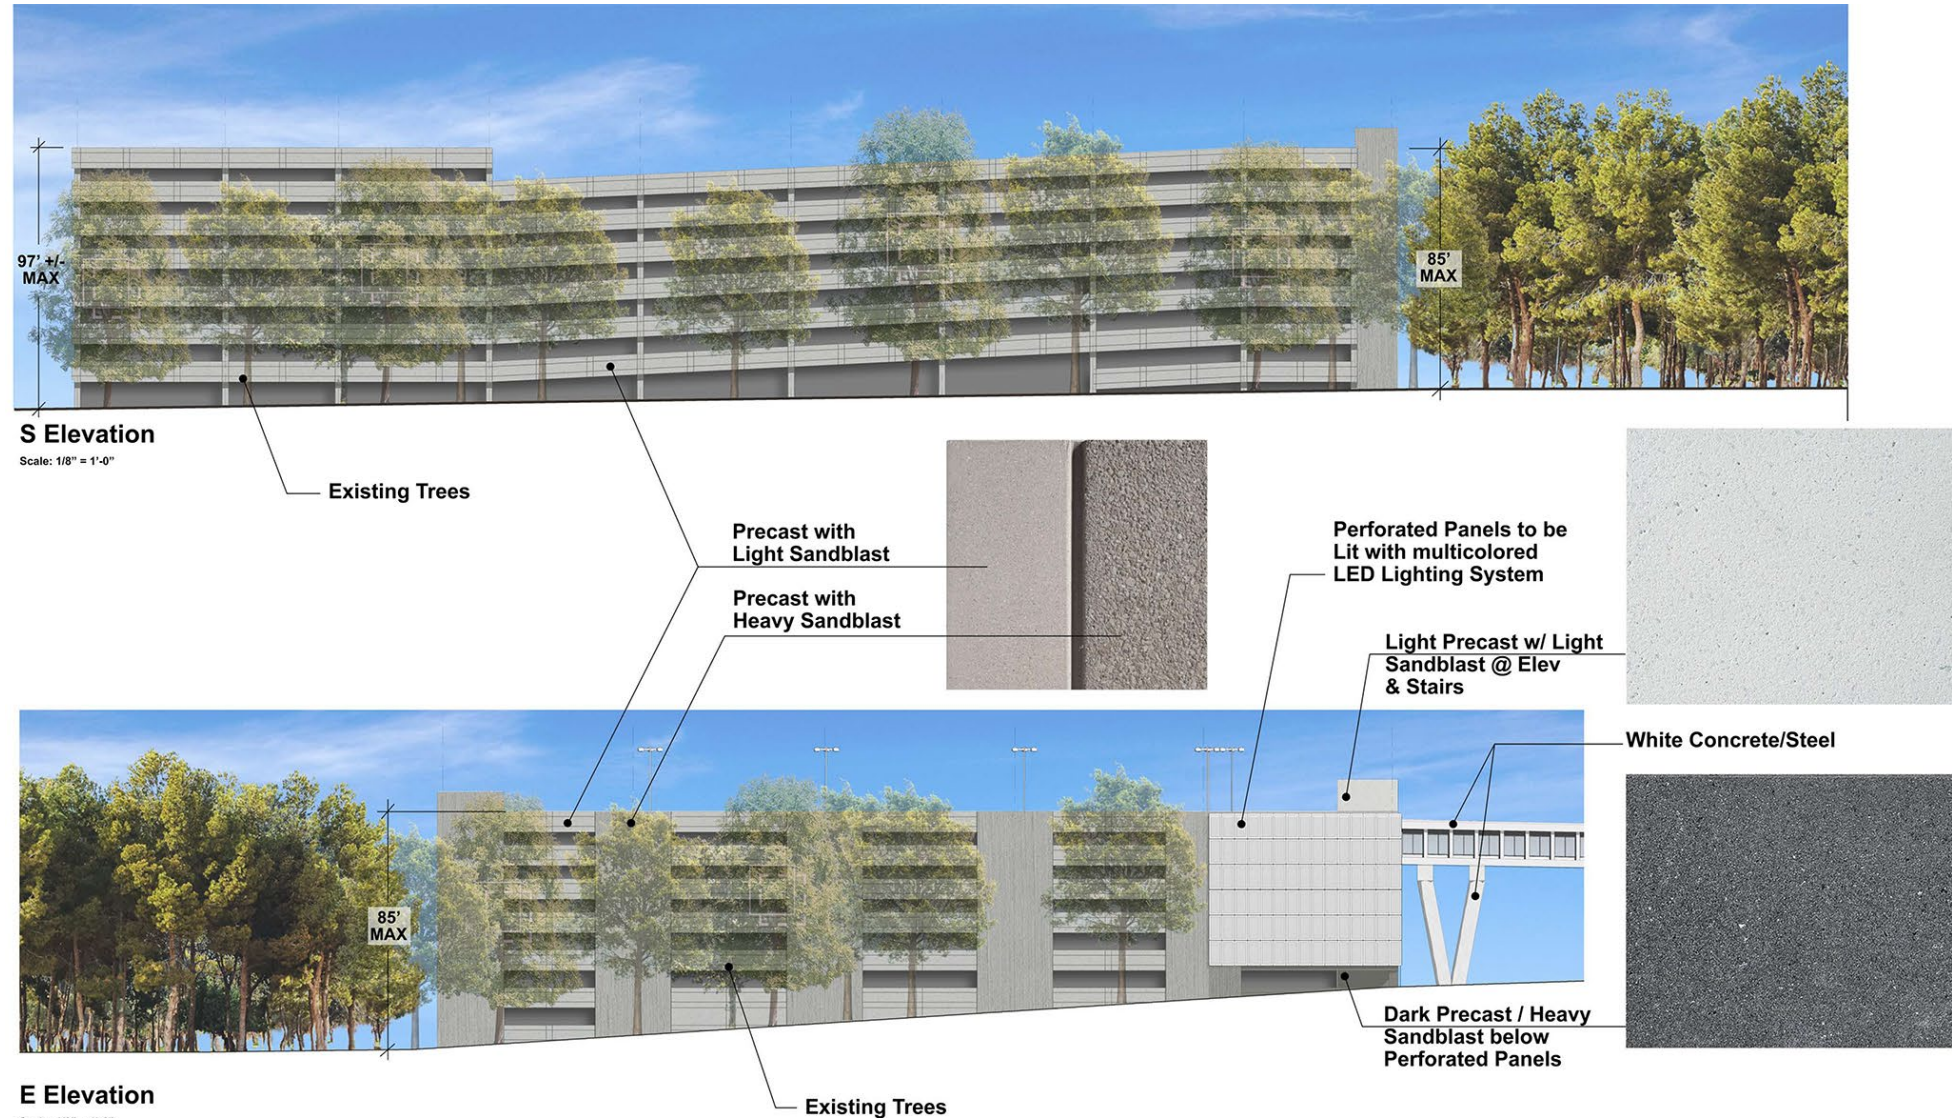 97' +/-
MAX
85'
MAX
S Elevation
Scale: 1/8" = 1'-0"
Existing Trees
Precast with
Light Sandblast
Precast with
Heavy Sandblast
Perforated Panels to be
Lit with multicolored
LED Lighting System
Light Precast w/ Light
Sandblast @ Elev
& Stairs
White Concrete/Steel
85'
MAX
Dark Precast / Heavy
Sandblast below
Perforated Panels
E Elevation
Existing Trees